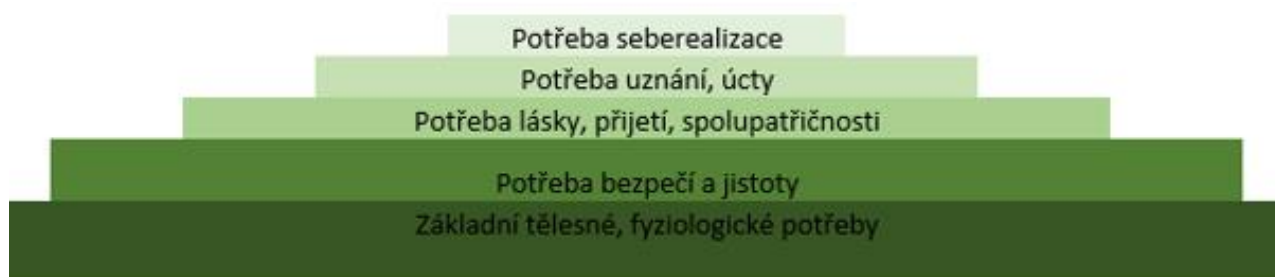 Potřeba seberealizace
Potřeba uznání, úcty
Potřeba lásky, přijetí, spolupatřičnosti
Potřeba bezpečí a jistoty
Základní tělesné, fyziologické potřeby